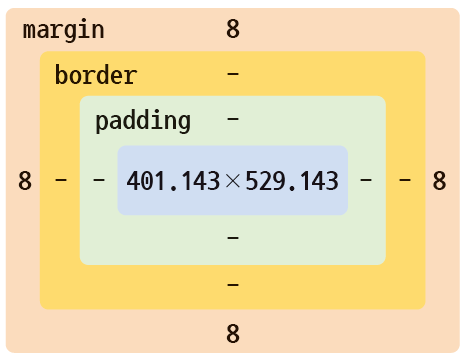 margin 8
border -
padding -
8 - - 401.143×529.143 - - 8
-
-
8